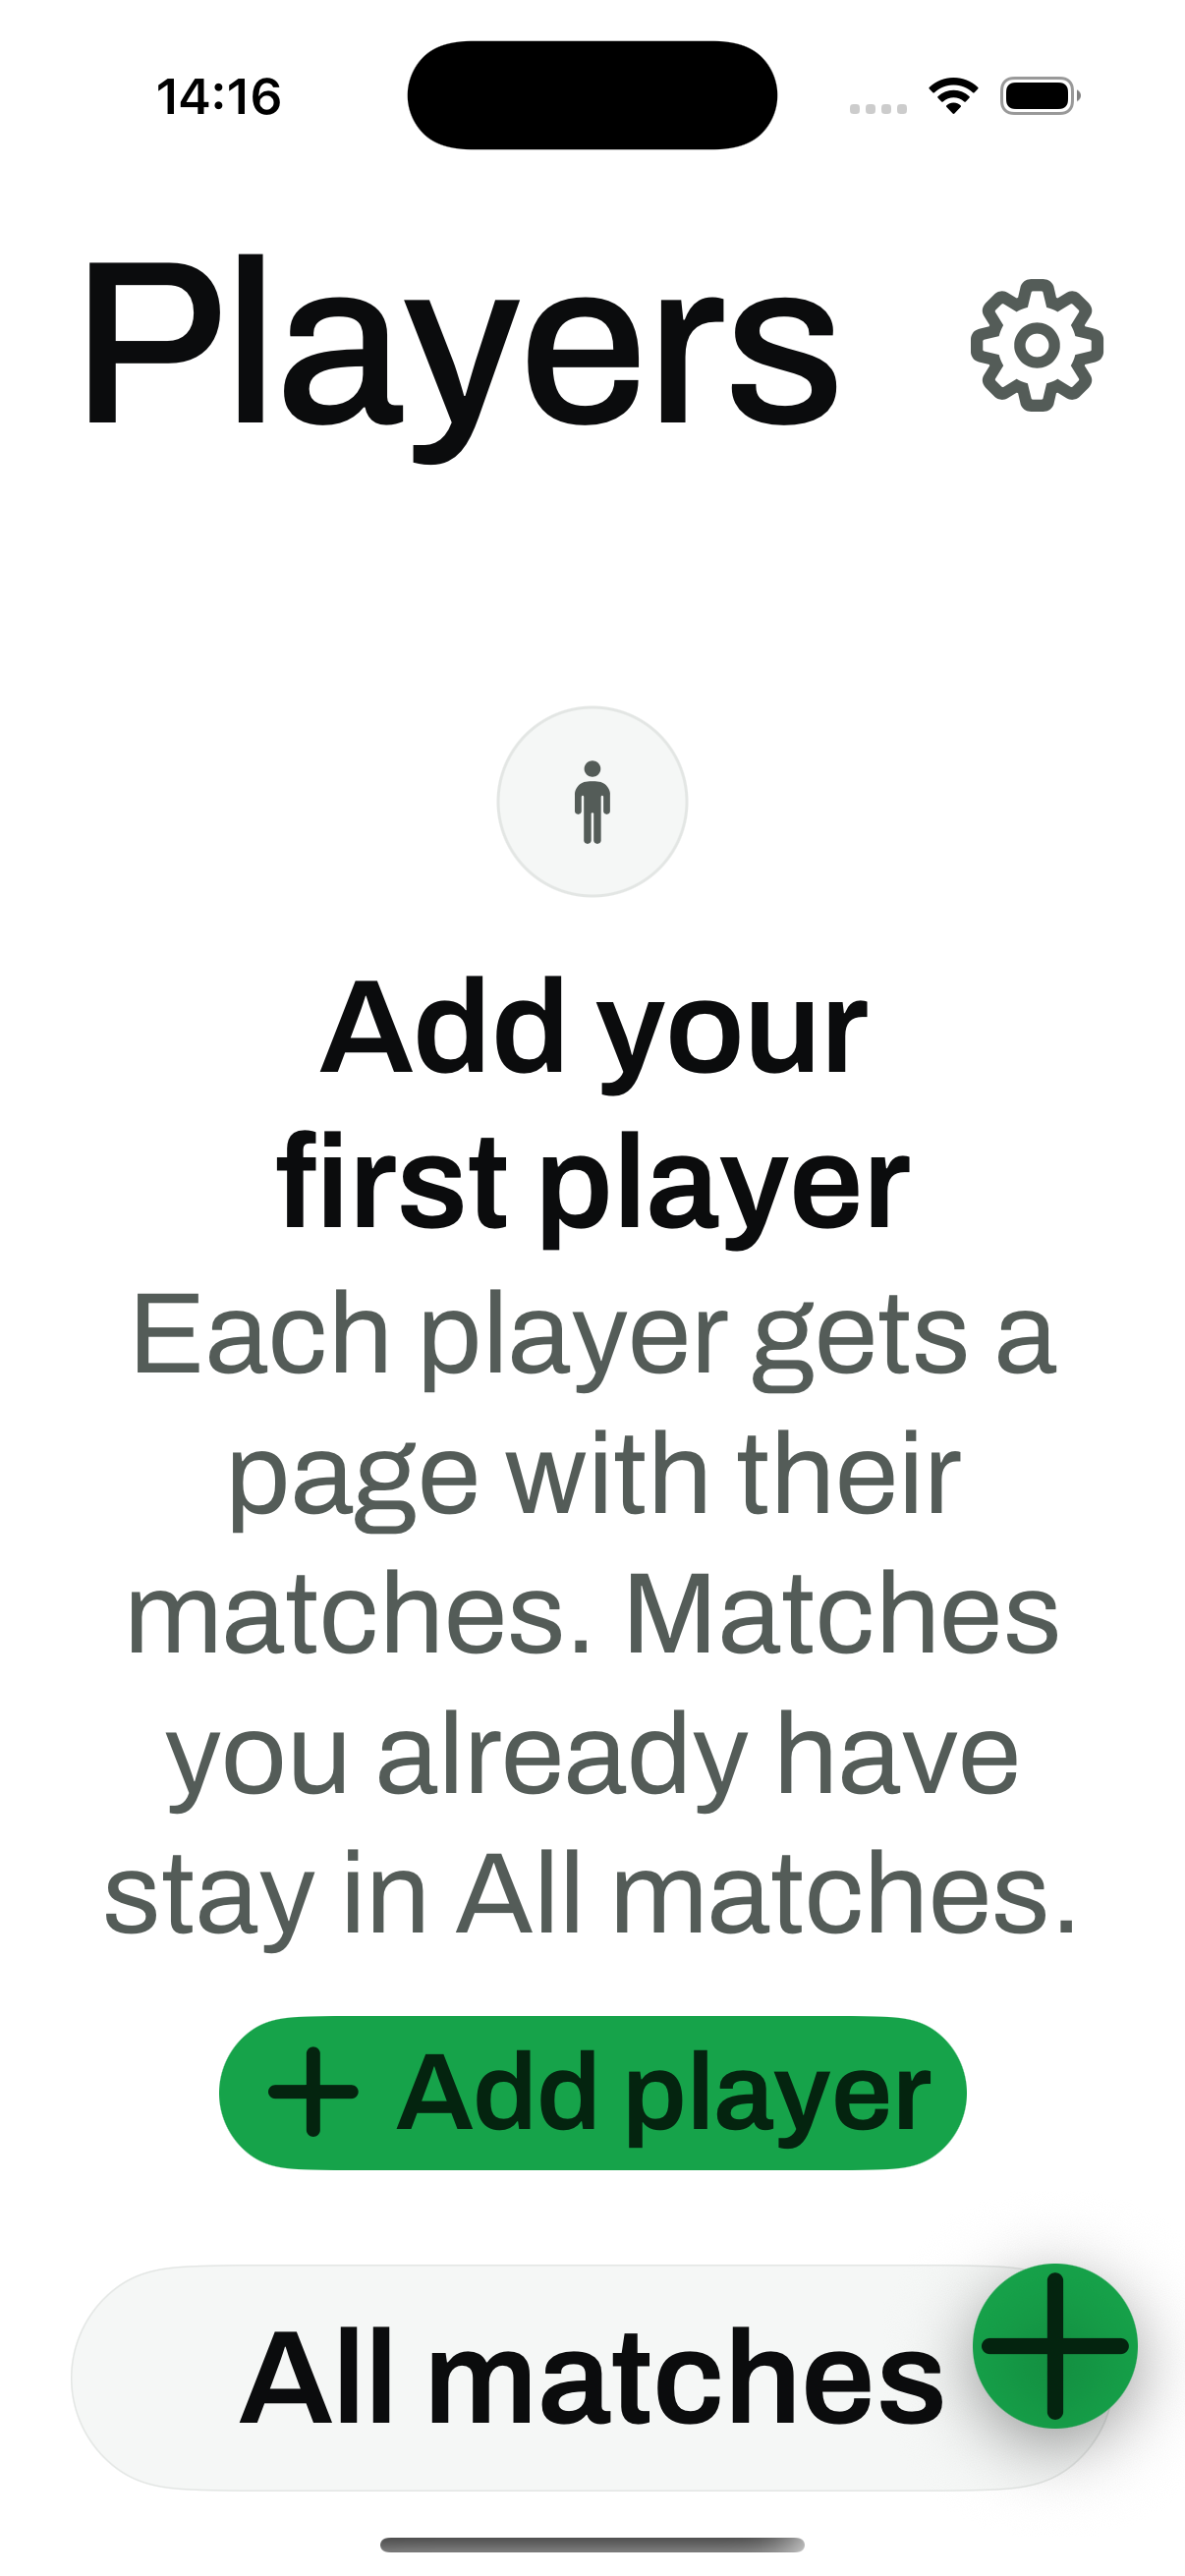 14:16
Players
Add your
first player
Each player gets a
page with their
matches. Matches
you already have
stay in All matches.
Add player
All matches